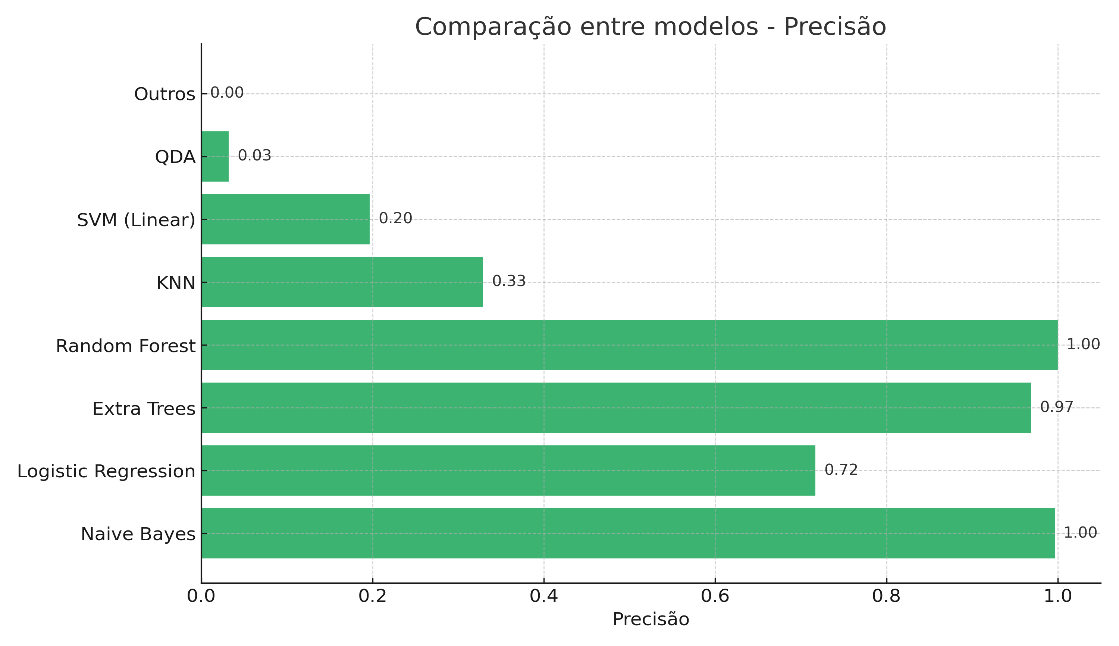 Comparação entre modelos - Precisão
Outros 0.00
QDA 0.03
SVM (Linear) 0.20
KNN 0.33
Random Forest 1.00
Extra Trees 0.97
Logistic Regression 0.72
Naive Bayes 1.00
0.0 0.2 0.4 0.6 0.8 1.0
Precisão